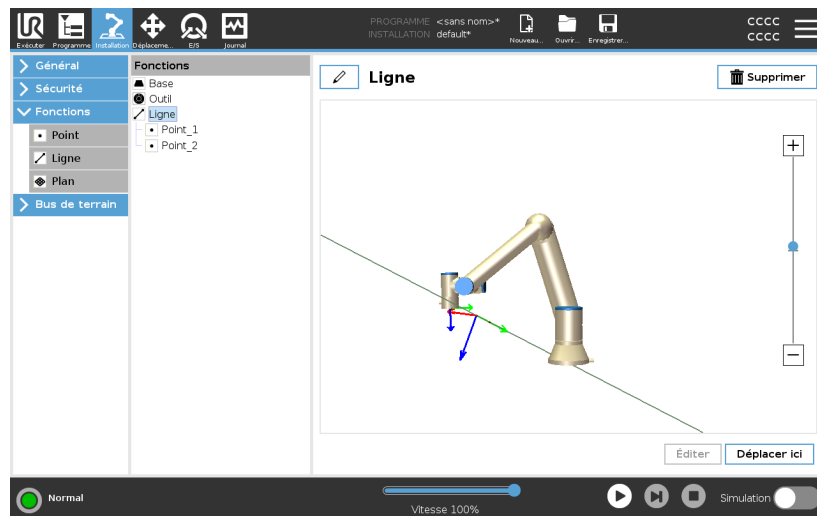 PROGRAMME <sans nom>*
INSTALLATION default*
UR
Exécuter Programme Installation Déplaceme... E/S Journal
Nouveau... Ouvrir... Enregistrer...
cccc
cccc
Général
Sécurité
Fonctions
Point
Ligne
Plan
Bus de terrain
Fonctions
Base
Outil
Ligne
Point_1
Point_2
Ligne
Supprimer
Éditer
Déplacer ici
Normal
Vitesse 100%
Simulation